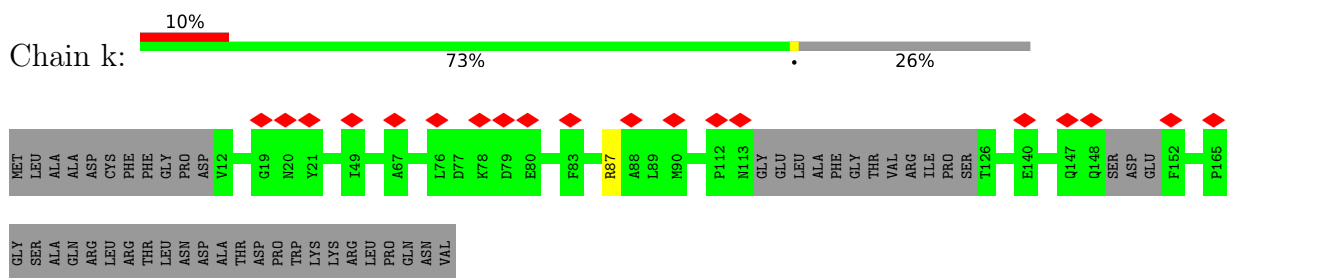 10%
Chain k:
73% • 26%
MET LEU ALA ALA ASP CYS PHE PHE GLY PRO ASP V12 G19 N20 Y21 I49 A67 L76 D77 K78 D79 E80 F83 R87 A88 L89 M90 P112 N113 GLY GLU LEU ALA PHE GLY THR VAL ARG ILE PRO SER T126 E140 Q147 Q148 SER ASP GLU F152 P165
GLY SER ALA GLN ARG LEU ARG THR LEU ASN ASP ALA THR ASP PRO TRP LYS LYS ARG LEU PRO GLN ASN VAL